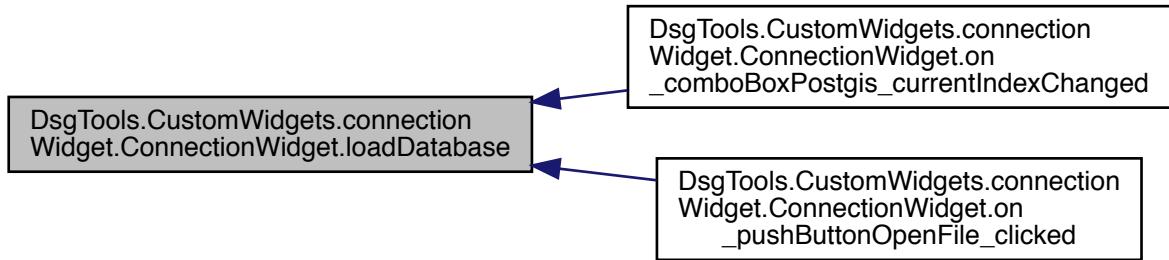 DsgTools.CustomWidgets.connection
Widget.ConnectionWidget.loadDatabase
DsgTools.CustomWidgets.connection
Widget.ConnectionWidget.on
_comboBoxPostgis_currentIndexChanged
DsgTools.CustomWidgets.connection
Widget.ConnectionWidget.on
_pushButtonOpenFile_clicked